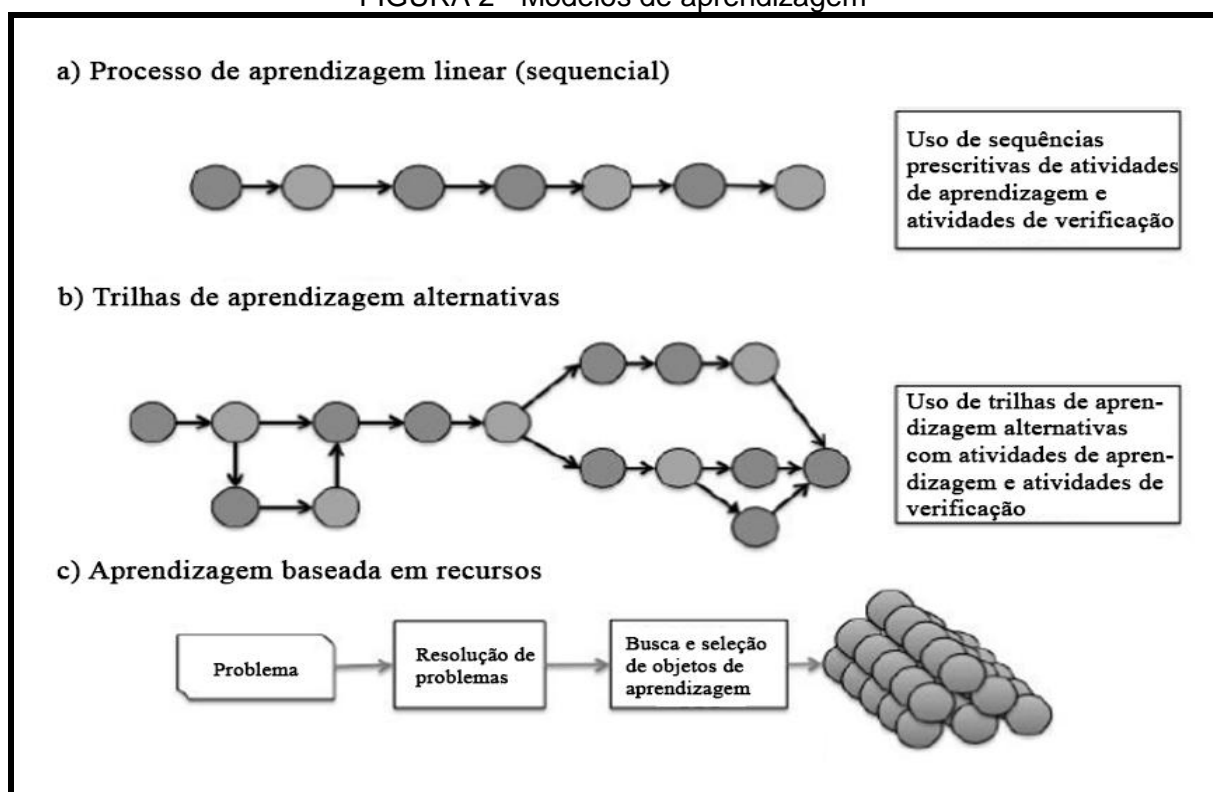 FIGURA 2 - Modelos de aprendizagem
a) Processo de aprendizagem linear (sequencial)
Uso de sequências
prescritivas de atividades
de aprendizagem e
atividades de verificação
b) Trilhas de aprendizagem alternativas
Uso de trilhas de apren-
dizagem alternativas
com atividades de apren-
dizagem e atividades de
verificação
c) Aprendizagem baseada em recursos
Problema
Resolução de
problemas
Busca e seleção
de objetos de
aprendizagem